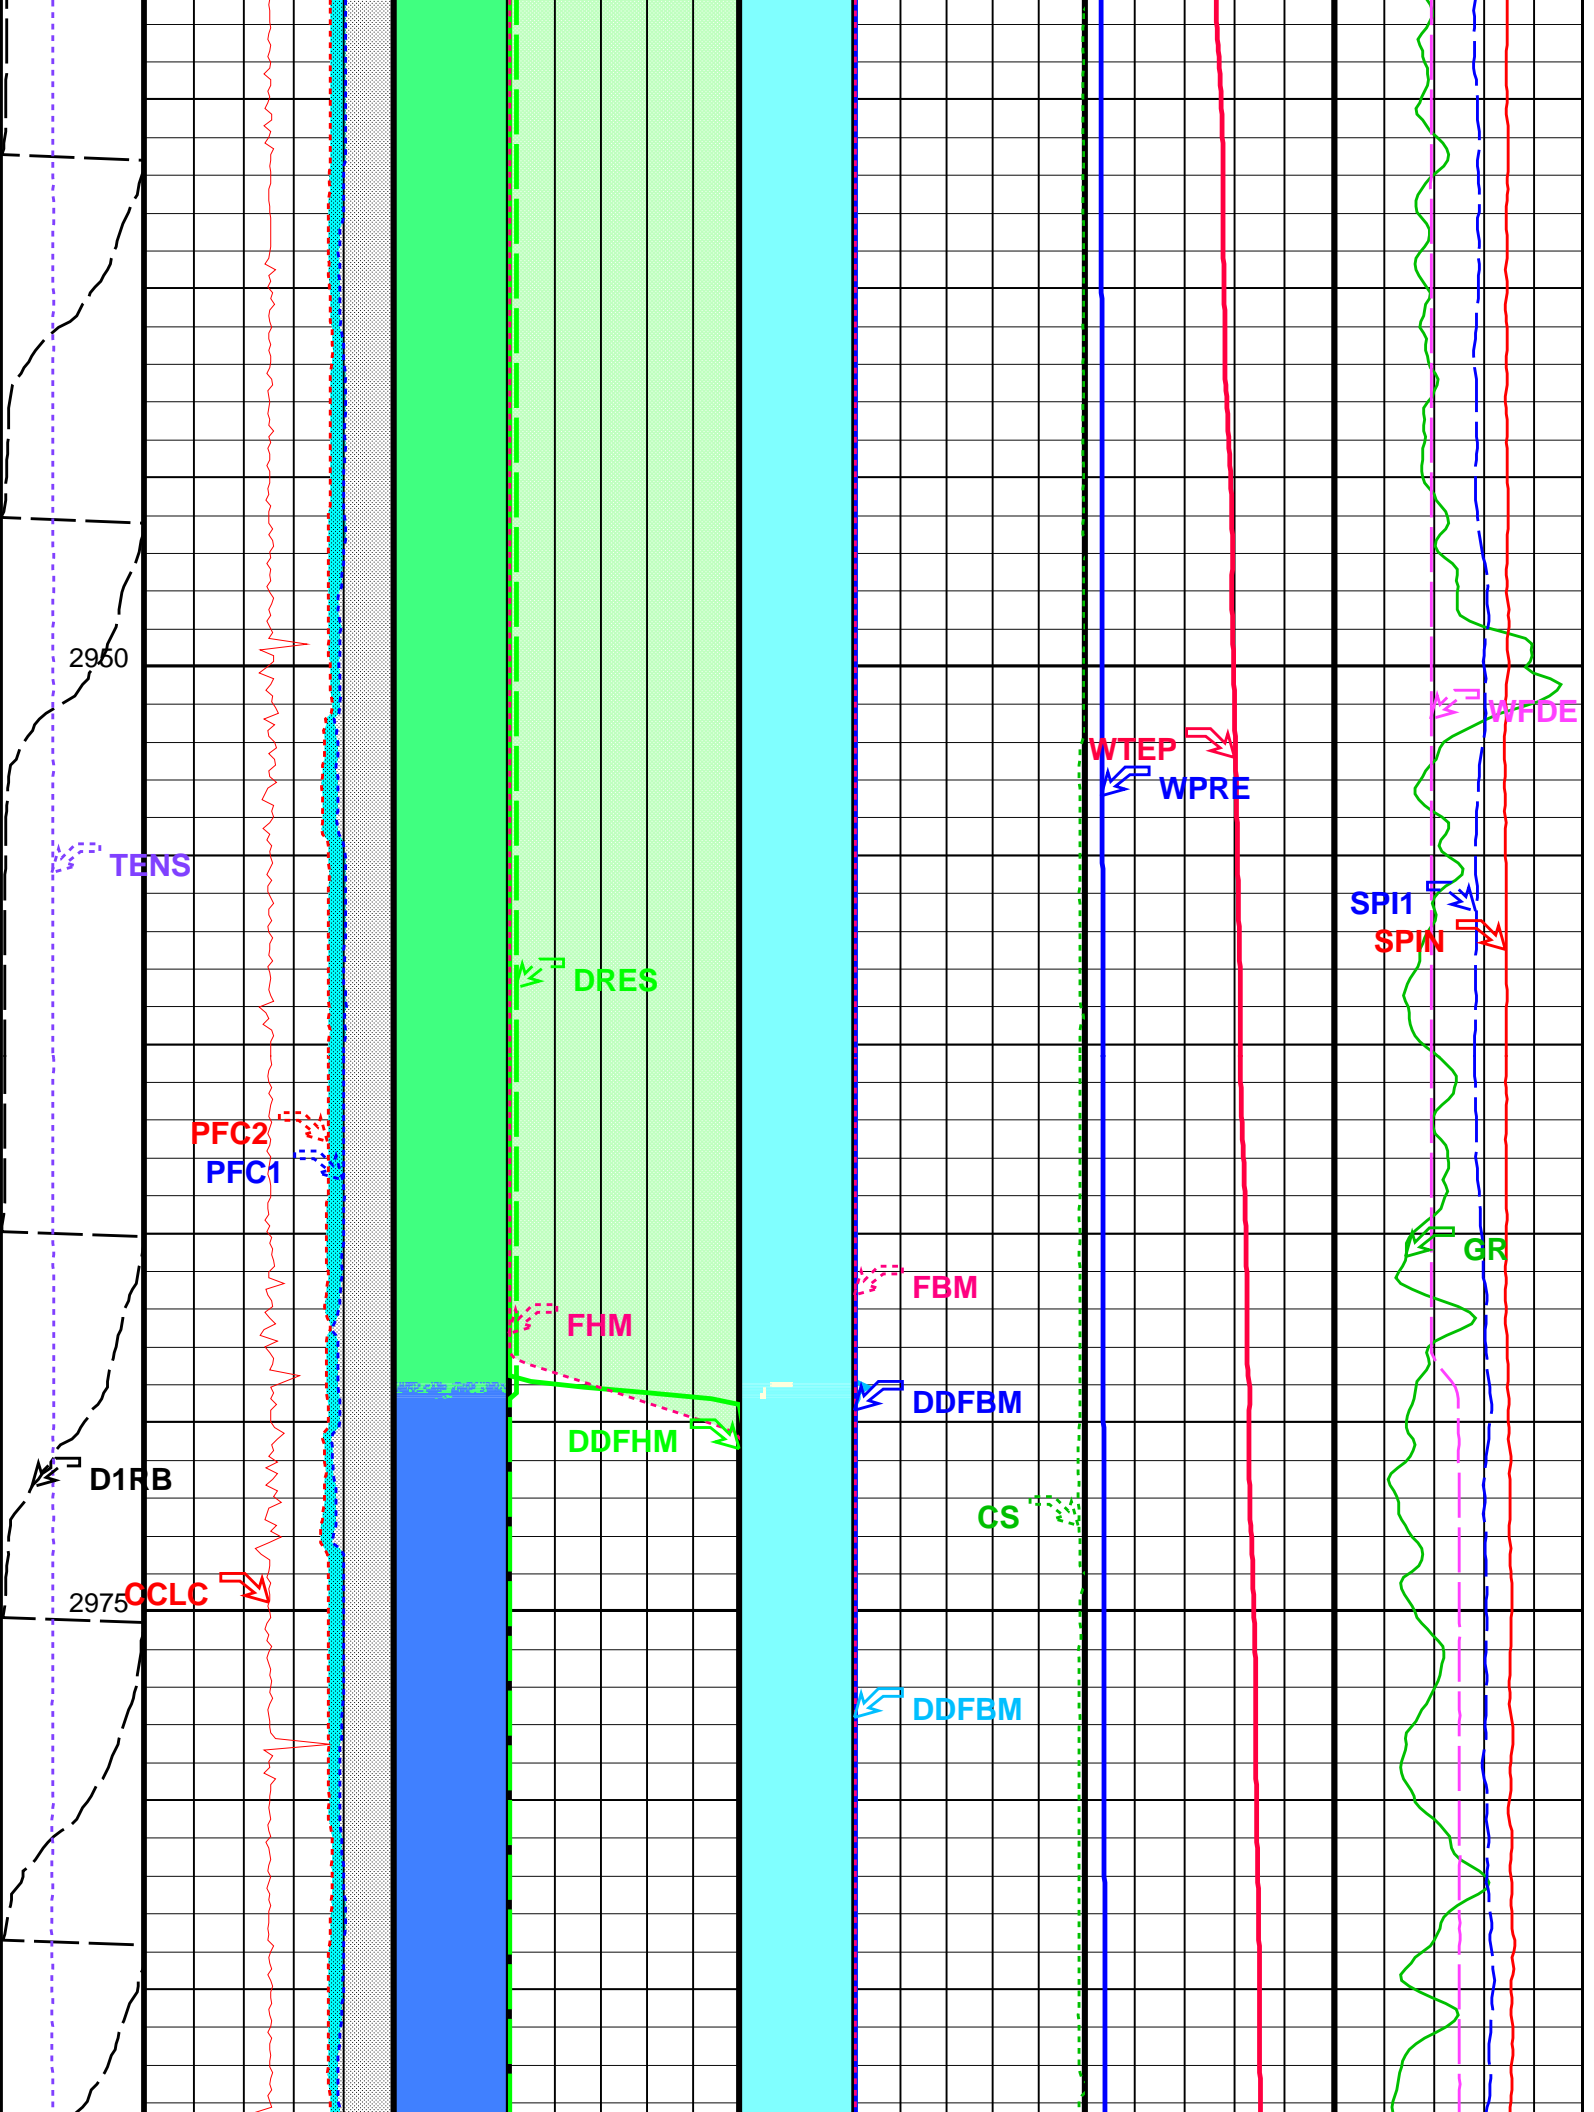 2950
WFDE
WTEP
WPRE
TENS
SPI1
SPIN
DRES
PFC2
PFC1
GR
FBM
FHM
DDFBM
DDFHM
D1RB
CS
CCLC
2975
DDFBM